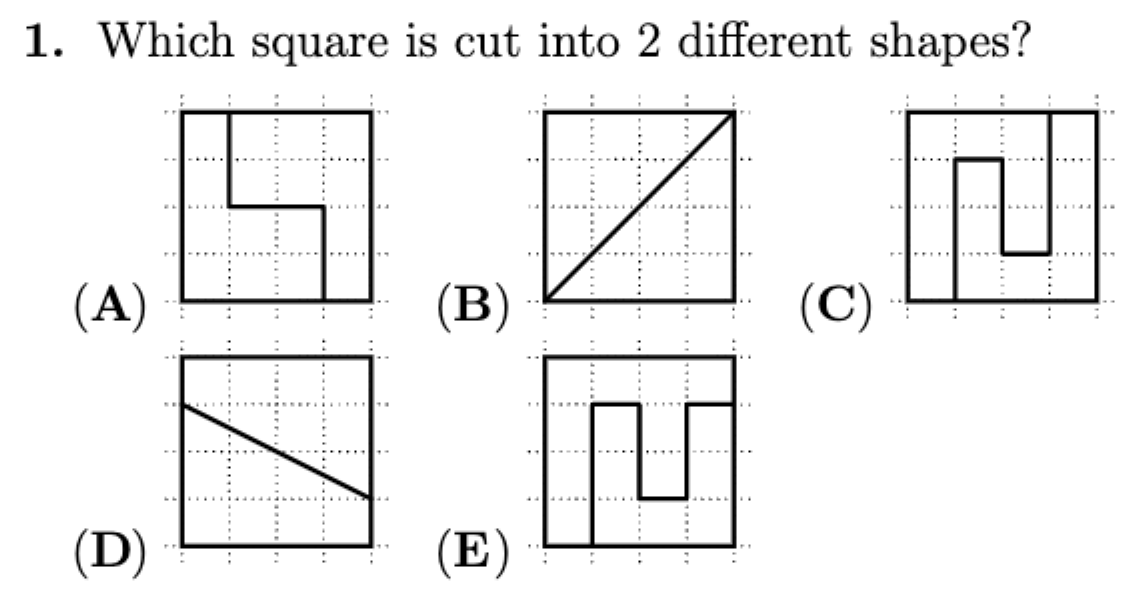 1. Which square is cut into 2 different shapes?
(A) (B) (C)
(D) (E)